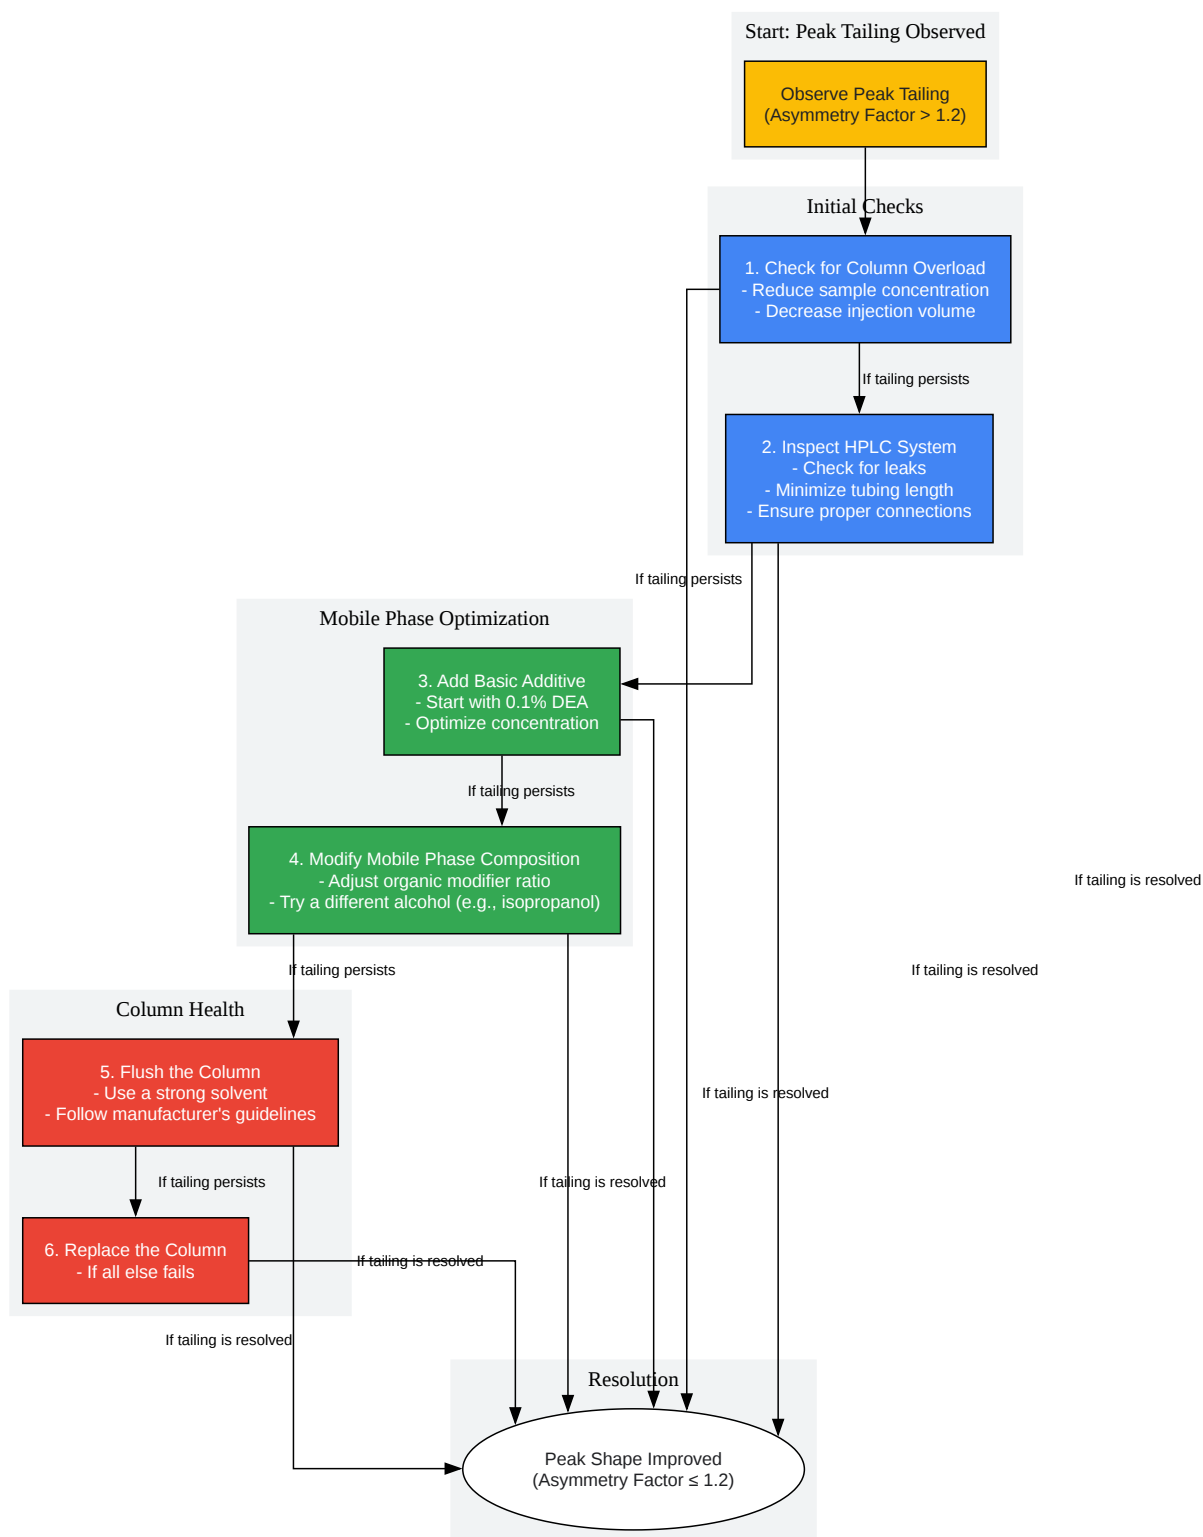 Start: Peak Tailing Observed
Observe Peak Tailing
(Asymmetry Factor > 1.2)
Initial Checks
1. Check for Column Overload
- Reduce sample concentration
- Decrease injection volume
If tailing persists
2. Inspect HPLC System
- Check for leaks
- Minimize tubing length
- Ensure proper connections
If tailing persists
Mobile Phase Optimization
3. Add Basic Additive
- Start with 0.1% DEA
- Optimize concentration
If tailing persists
4. Modify Mobile Phase Composition
- Adjust organic modifier ratio
- Try a different alcohol (e.g., isopropanol)
If tailing is resolved
If tailing persists
If tailing is resolved
Column Health
5. Flush the Column
- Use a strong solvent
- Follow manufacturer's guidelines
If tailing is resolved
If tailing persists
If tailing is resolved
6. Replace the Column
- If all else fails
If tailing is resolved
If tailing is resolved
Resolution
Peak Shape Improved
(Asymmetry Factor ≤ 1.2)